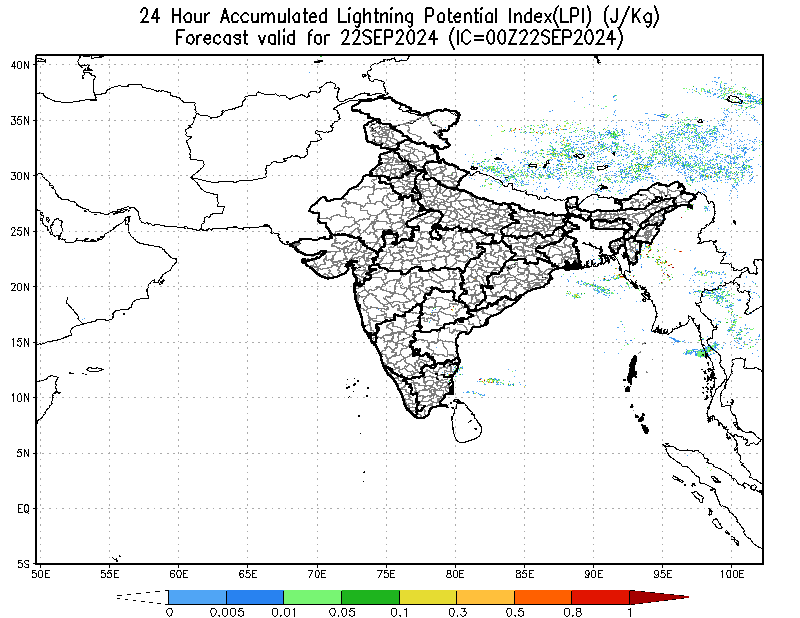 24 Hour Accumulated Lightning Potential Index(LPI) (J/Kg)
Forecast valid for 22SEP2024 (IC=00Z22SEP2024)
40N
35N
30N
25N
20N
15N
10N
5N
EQ
5S
50E 55E 60E 65E 70E 75E 80E 85E 90E 95E 100E
0 0.005 0.01 0.05 0.1 0.3 0.5 0.8 1